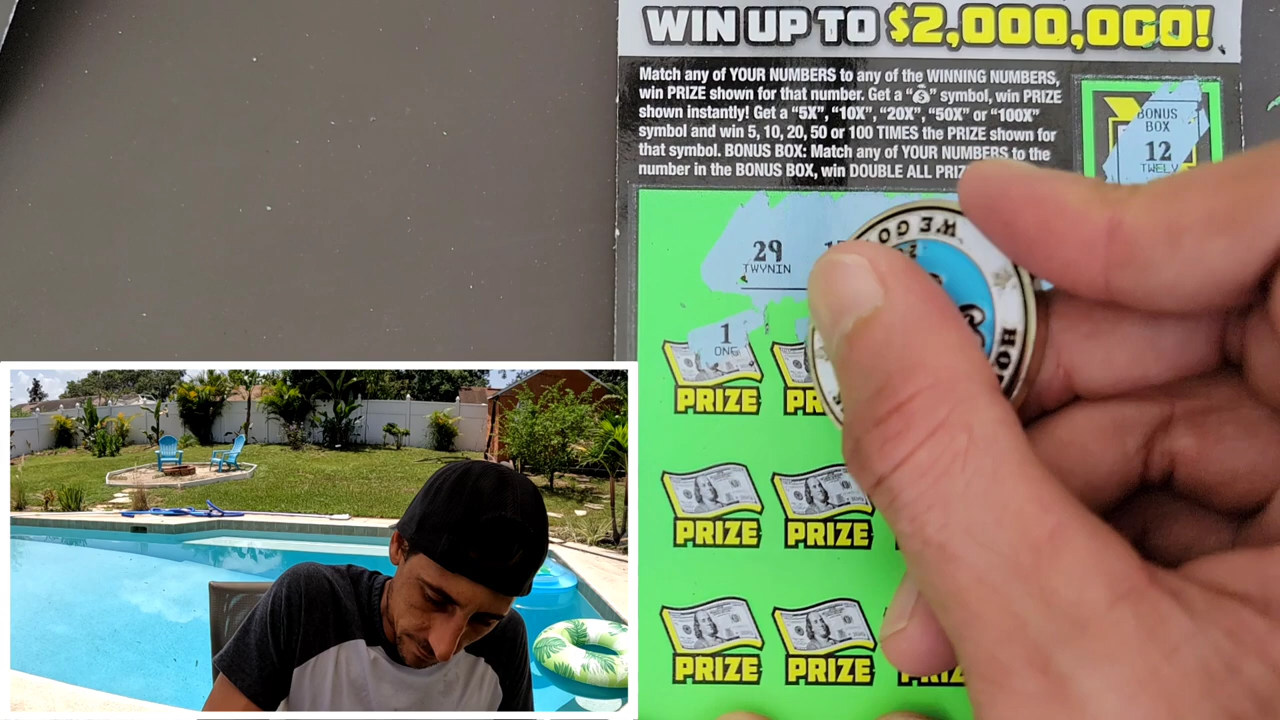 WIN UP TO $2,000,000!
Match any of YOUR NUMBERS to any of the WINNING NUMBERS,
win PRIZE shown for that number. Get a "💰" symbol, win PRIZE
shown instantly! Get a "5X", "10X", "20X", "50X" or "100X"
symbol and win 5, 10, 20, 50 or 100 TIMES the PRIZE shown for
that symbol. BONUS BOX: Match any of YOUR NUMBERS to the
number in the BONUS BOX, win DOUBLE ALL
BONUS
BOX
12
TWELV
29
TWYNIN
WE GO
1
ONE
PRIZE
PRIZE PRIZE
PRIZE PRIZE